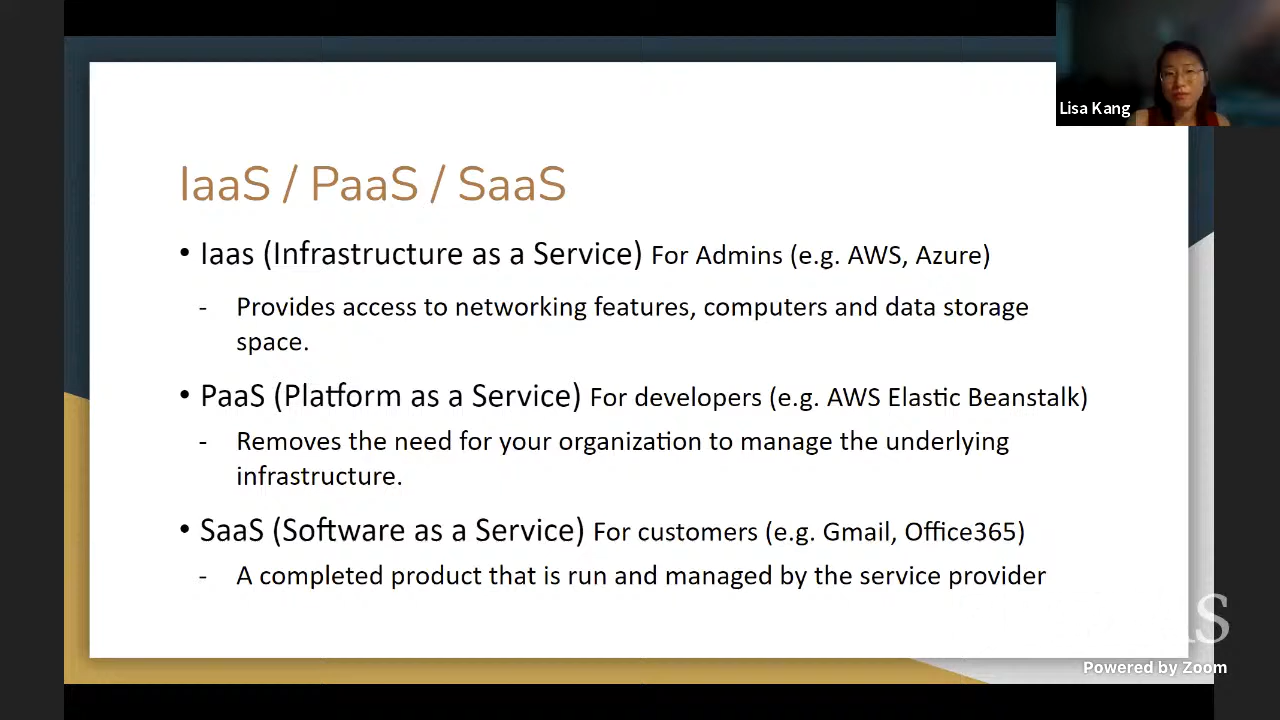 Lisa Kang
IaaS / PaaS / SaaS
• Iaas (Infrastructure as a Service) For Admins (e.g. AWS, Azure)
- Provides access to networking features, computers and data storage
space.
• PaaS (Platform as a Service) For developers (e.g. AWS Elastic Beanstalk)
- Removes the need for your organization to manage the underlying
infrastructure.
• SaaS (Software as a Service) For customers (e.g. Gmail, Office365)
- A completed product that is run and managed by the service provider
Powered by Zoom